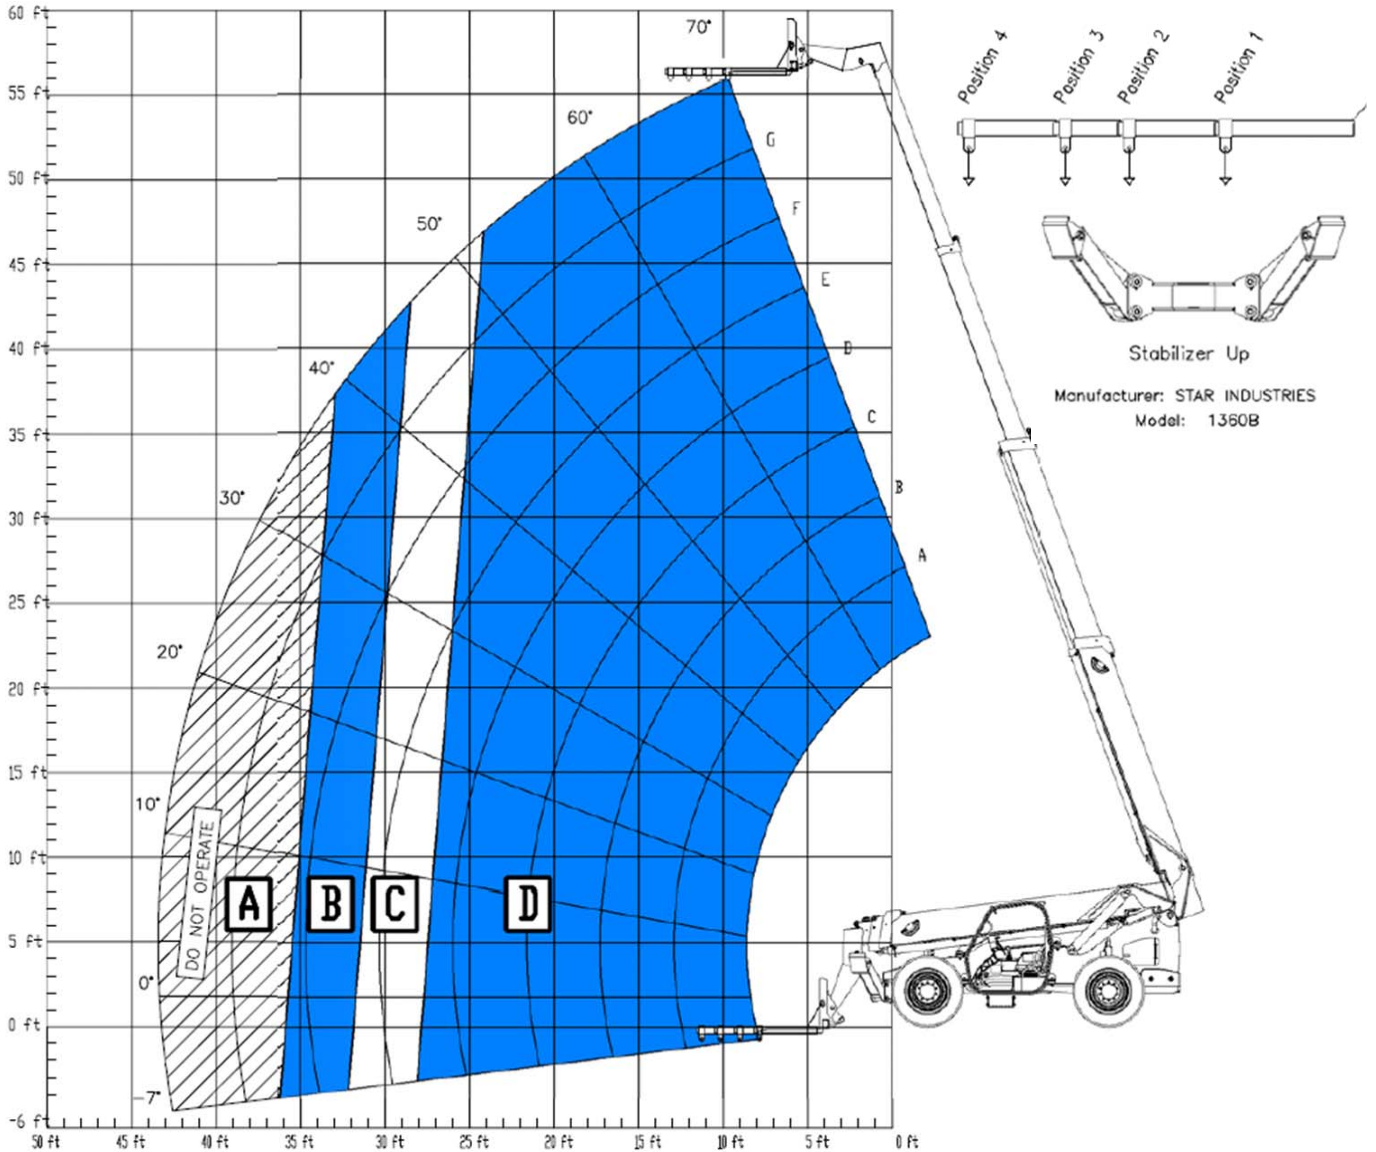 60 ft
55 ft
50 ft
45 ft
40 ft
35 ft
30 ft
25 ft
20 ft
15 ft
10 ft
5 ft
0 ft
-6 ft
50 ft
45 ft
40 ft
35 ft
30 ft
25 ft
20 ft
15 ft
10 ft
5 ft
0 ft
70°
60°
50°
40°
30°
20°
10°
0°
-7°
G
F
E
D
C
B
A
DO NOT OPERATE
A
B
C
D
Position 4
Position 3
Position 2
Position 1
Stabilizer Up
Manufacturer: STAR INDUSTRIES
Model: 1360B